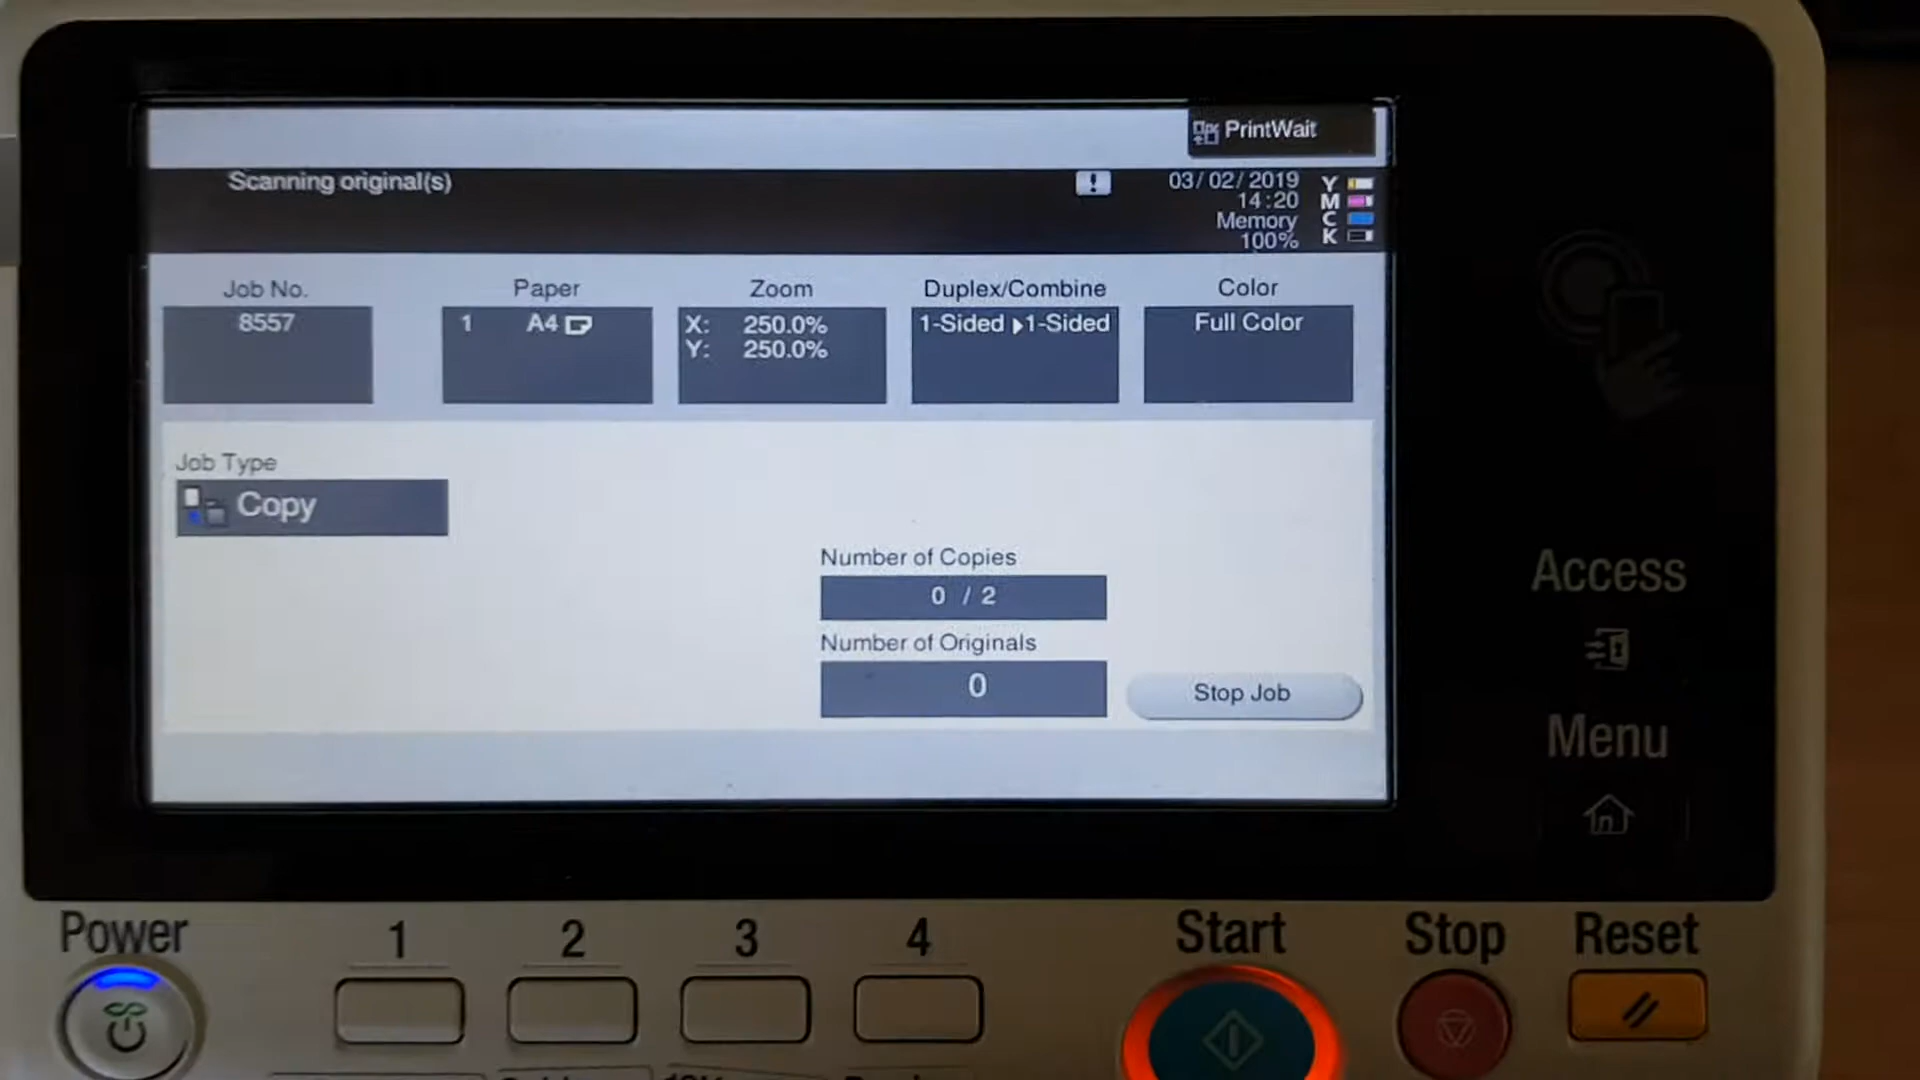 PrintWait
Scanning original(s)
!
03/02/2019
14:20
Memory
100%
Y
M
C
K
Job No.
8557
Paper
1 A4
Zoom
X: 250.0%
Y: 250.0%
Duplex/Combine
1-Sided ▶1-Sided
Color
Full Color
Job Type
Copy
Number of Copies
0 / 2
Number of Originals
0
Stop Job
Access
Menu
Power
1
2
3
4
Start
Stop
Reset